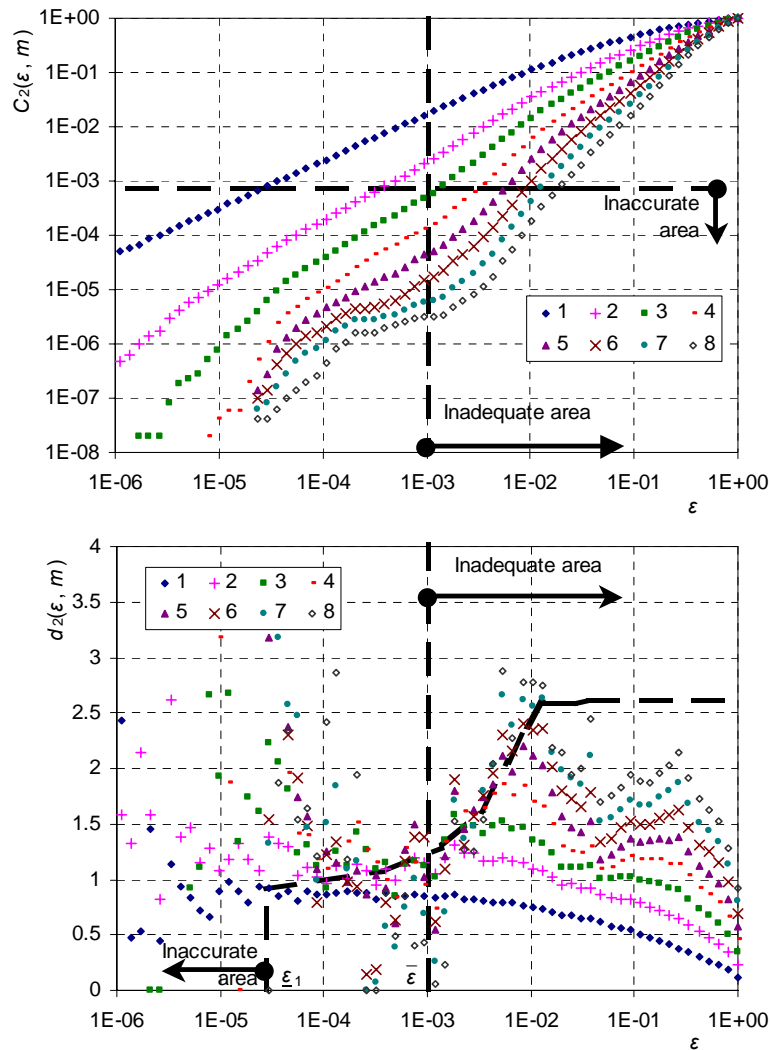 C2(ε, m)
1E+00
1E-01
1E-02
1E-03
1E-04
1E-05
1E-06
1E-07
1E-08
Inaccurate
area
1 2 3 4
5 6 7 8
Inadequate area
1E-06 1E-05 1E-04 1E-03 1E-02 1E-01 1E+00
ε
d2(ε, m)
4
3.5
3
2.5
2
1.5
1
0.5
0
1 2 3 4
5 6 7 8
Inadequate area
Inaccurate
area
ε1
ε̄
1E-06 1E-05 1E-04 1E-03 1E-02 1E-01 1E+00
ε